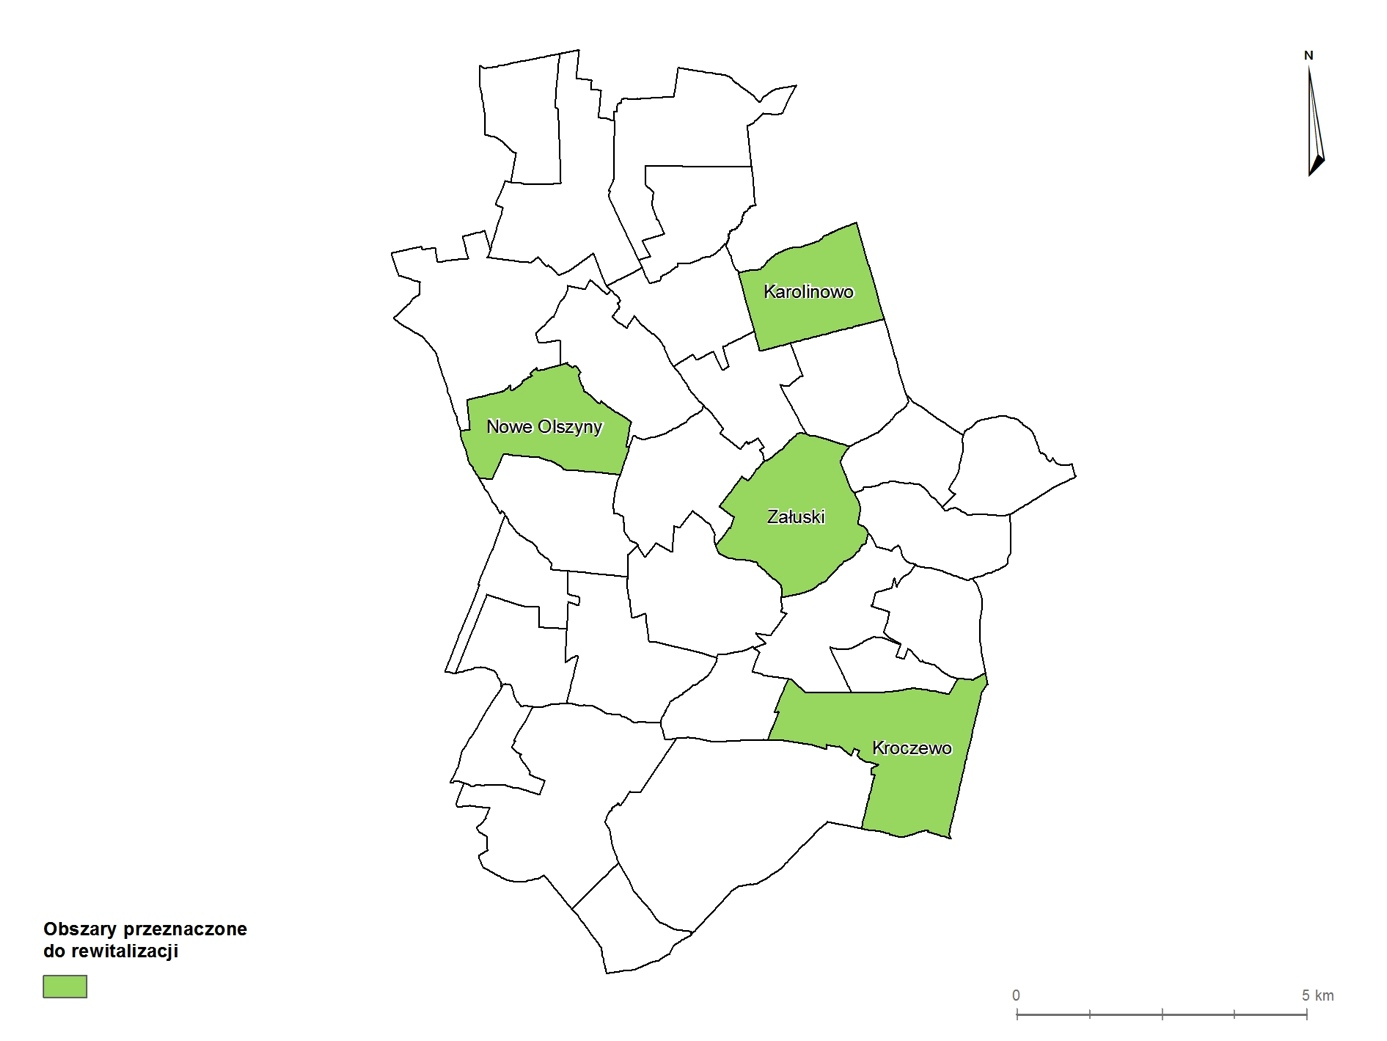 N
Karolinowo
Nowe Olszyny
Załuski
Kroczewo
Obszary przeznaczone
do rewitalizacji
0 5 km